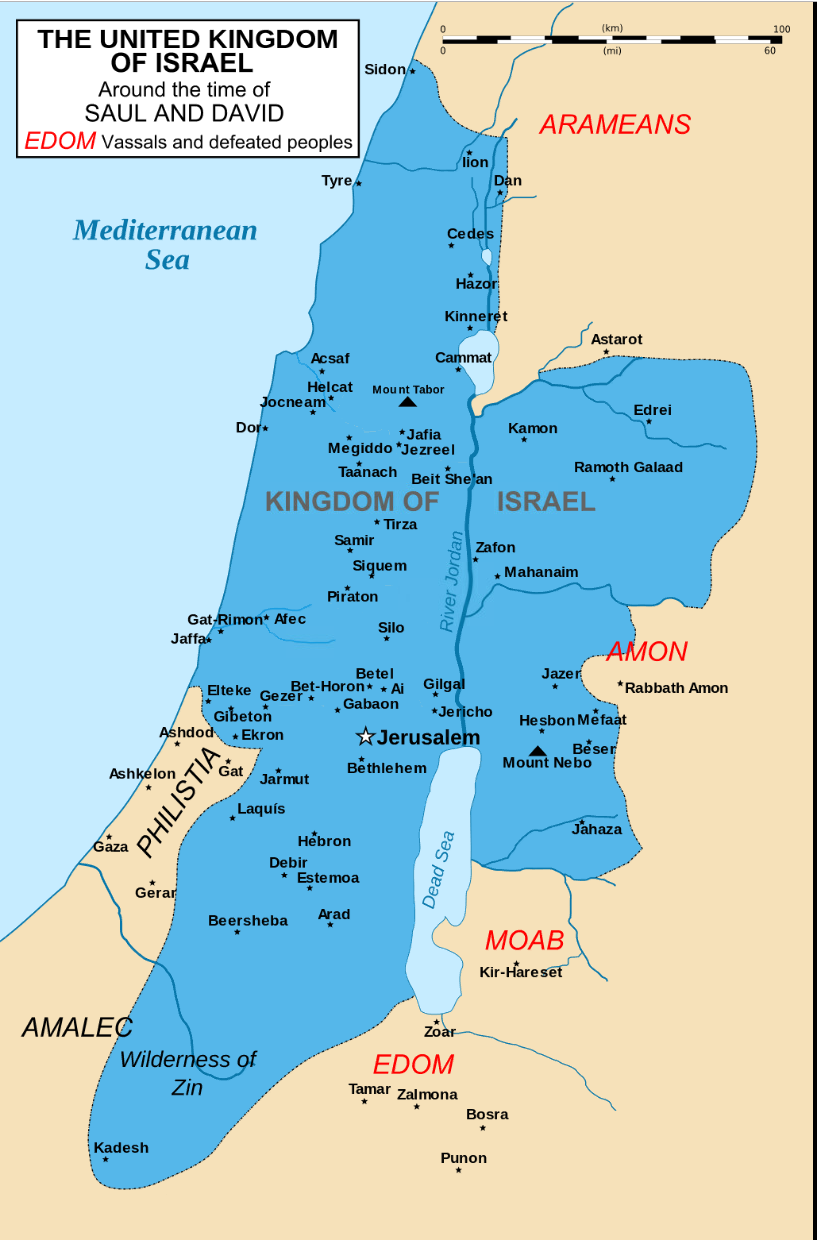 THE UNITED KINGDOM
OF ISRAEL
Around the time of
SAUL AND DAVID
EDOM Vassals and defeated peoples
0 (km) 100
0 (mi) 60
Sidon
ARAMEANS
Iion
Tyre
Dan
Mediterranean
Sea
Cedes
Hazor
Kinneret
Astarot
Acsaf
Cammat
Helcat
Mount Tabor
Jocneam
Edrei
Dor
Kamon
Jafia
Megiddo
Jezreel
Taanach
Ramoth Galaad
Beit She'an
KINGDOM OF ISRAEL
Tirza
Samir
Zafon
River Jordan
Siquem
Mahanaim
Piraton
Gat-Rimon
Afec
Silo
Jaffa
AMON
Betel
Jazer
Gilgal
Bet-Horon
Ai
Rabbath Amon
Elteke
Gezer
Gabaon
Jericho
Gibeton
Hesbon
Mefaat
Ashdod
Ekron
Jerusalem
Beser
Mount Nebo
Bethlehem
Gat
Ashkelon
Jarmut
PHILISTIA
Laquís
Jahaza
Hebron
Gaza
Dead Sea
Debir
Estemoa
Gerar
Arad
Beersheba
MOAB
Kir-Hareset
AMALEC
Zoar
Wilderness of
Zin
EDOM
Tamar
Zalmona
Bosra
Kadesh
Punon